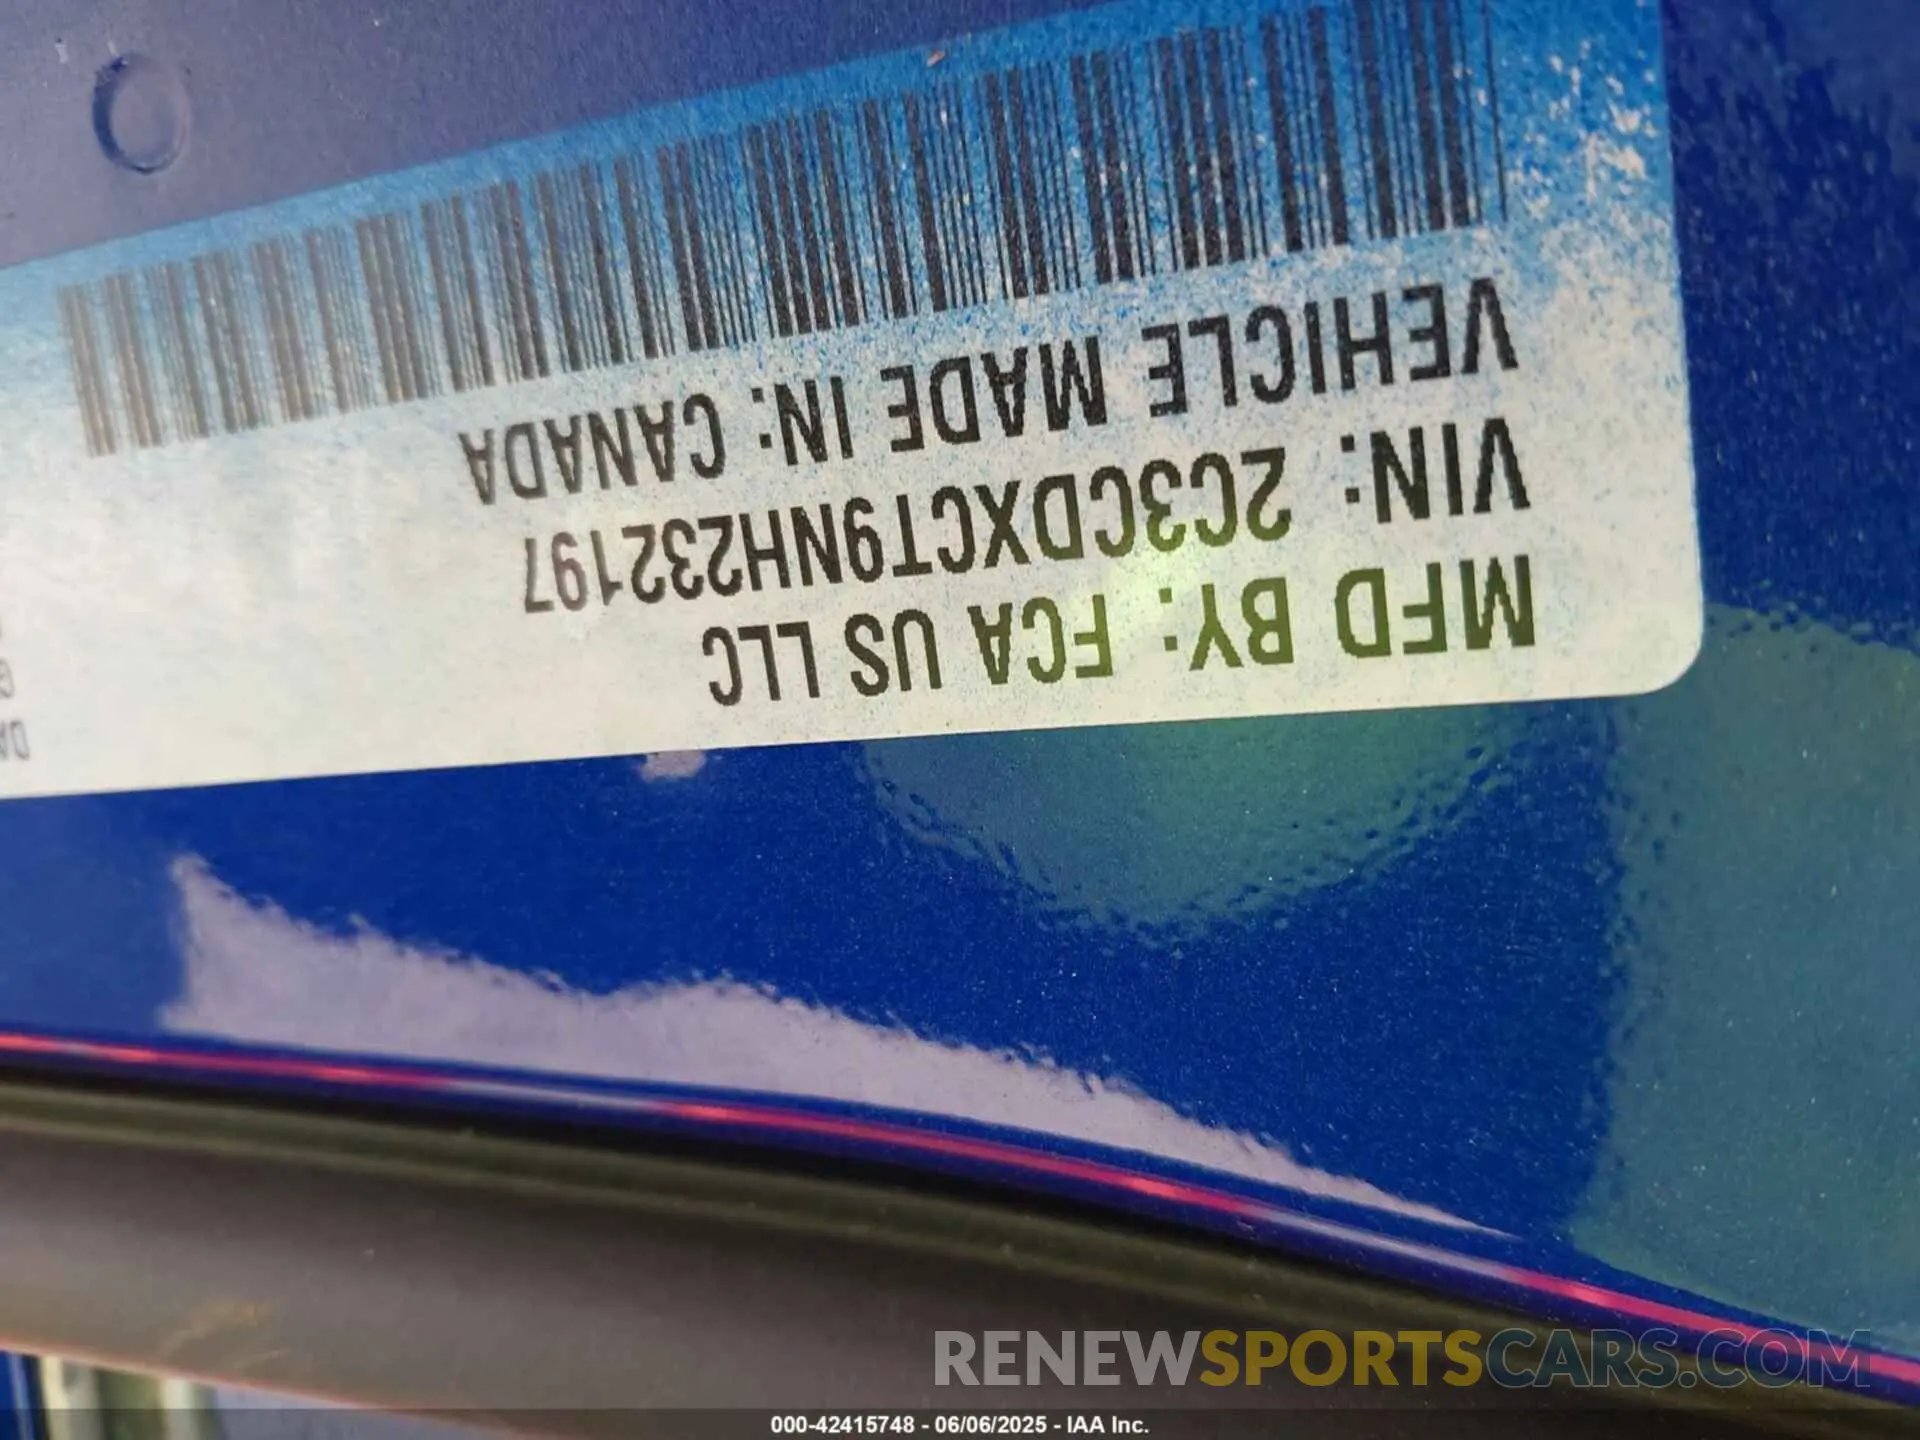 MFD BY: FCA US LLC
VIN: 2C3CDXCT9NH232197
VEHICLE MADE IN: CANADA
DA
G
RENEWSPORTSCARS.COM
000-42415748 - 06/06/2025 - IAA Inc.